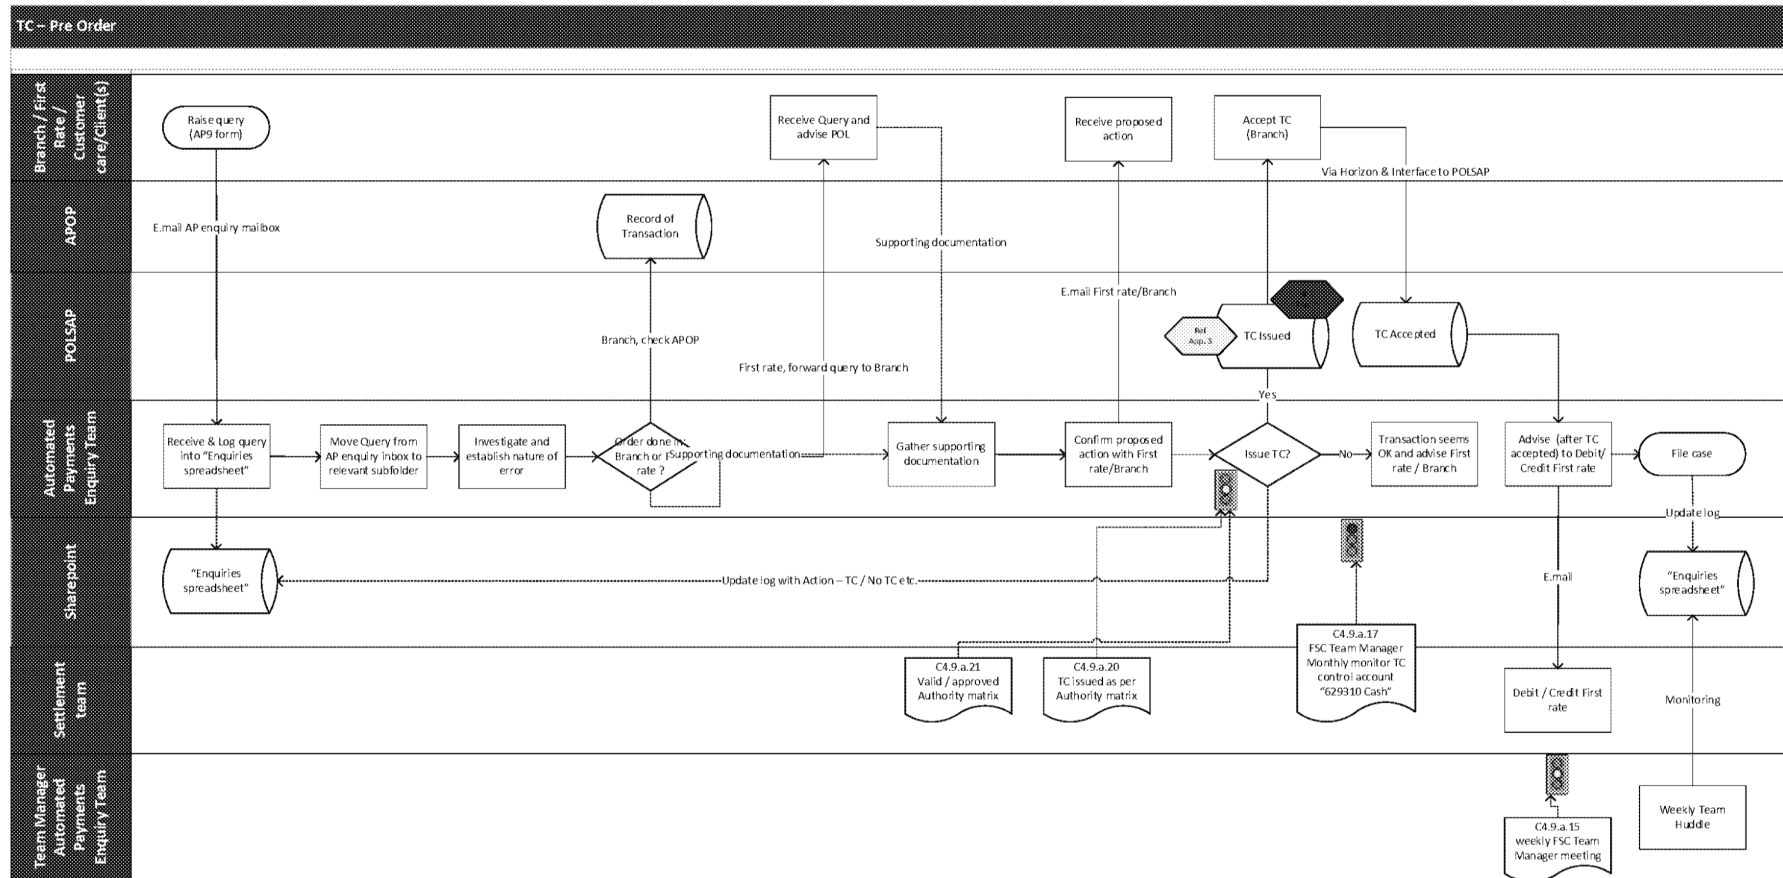 TC – Pre Order
Branch / First
Rate /
Customer
care/Client(s)
Raise query
(AP9 form)
Receive Query and
advise POL
Receive proposed
action
Accept TC
(Branch)
Via Horizon & Interface to POLSAP
APOP
E.mail AP enquiry mailbox
Record of
Transaction
Supporting documentation
POLSAP
Branch, check APOP
First rate, forward query to Branch
E.mail First rate/Branch
Ref
App. 3
TC Issued
TC Accepted
Yes
Automated
Payments
Enquiry Team
Receive & Log query
into "Enquiries
spreadsheet"
Move Query from
AP enquiry inbox to
relevant subfolder
Investigate and
establish nature of
error
Order done in:
Branch or
rate ?
Supporting documentation
Gather supporting
documentation
Confirm proposed
action with First
rate/Branch
Issue TC?
No
Transaction seems
OK and advise First
rate / Branch
Advise (after TC
accepted) to Debit/
Credit First rate
File case
Update log
Sharepoint
"Enquiries
spreadsheet"
Update log with Action – TC / No TC etc.
E.mail
"Enquiries
spreadsheet"
Settlement
team
C4.9.a.21
Valid / approved
Authority matrix
C4.9.a.20
TC issued as per
Authority matrix
C4.9.a.17
FSC Team Manager
Monthly monitor TC
control account
"629310 Cash"
Debit / Credit First
rate
Monitoring
Team Manager
Automated
Payments
Enquiry Team
C4.9.a.15
weekly FSC Team
Manager meeting
Weekly Team
Huddle